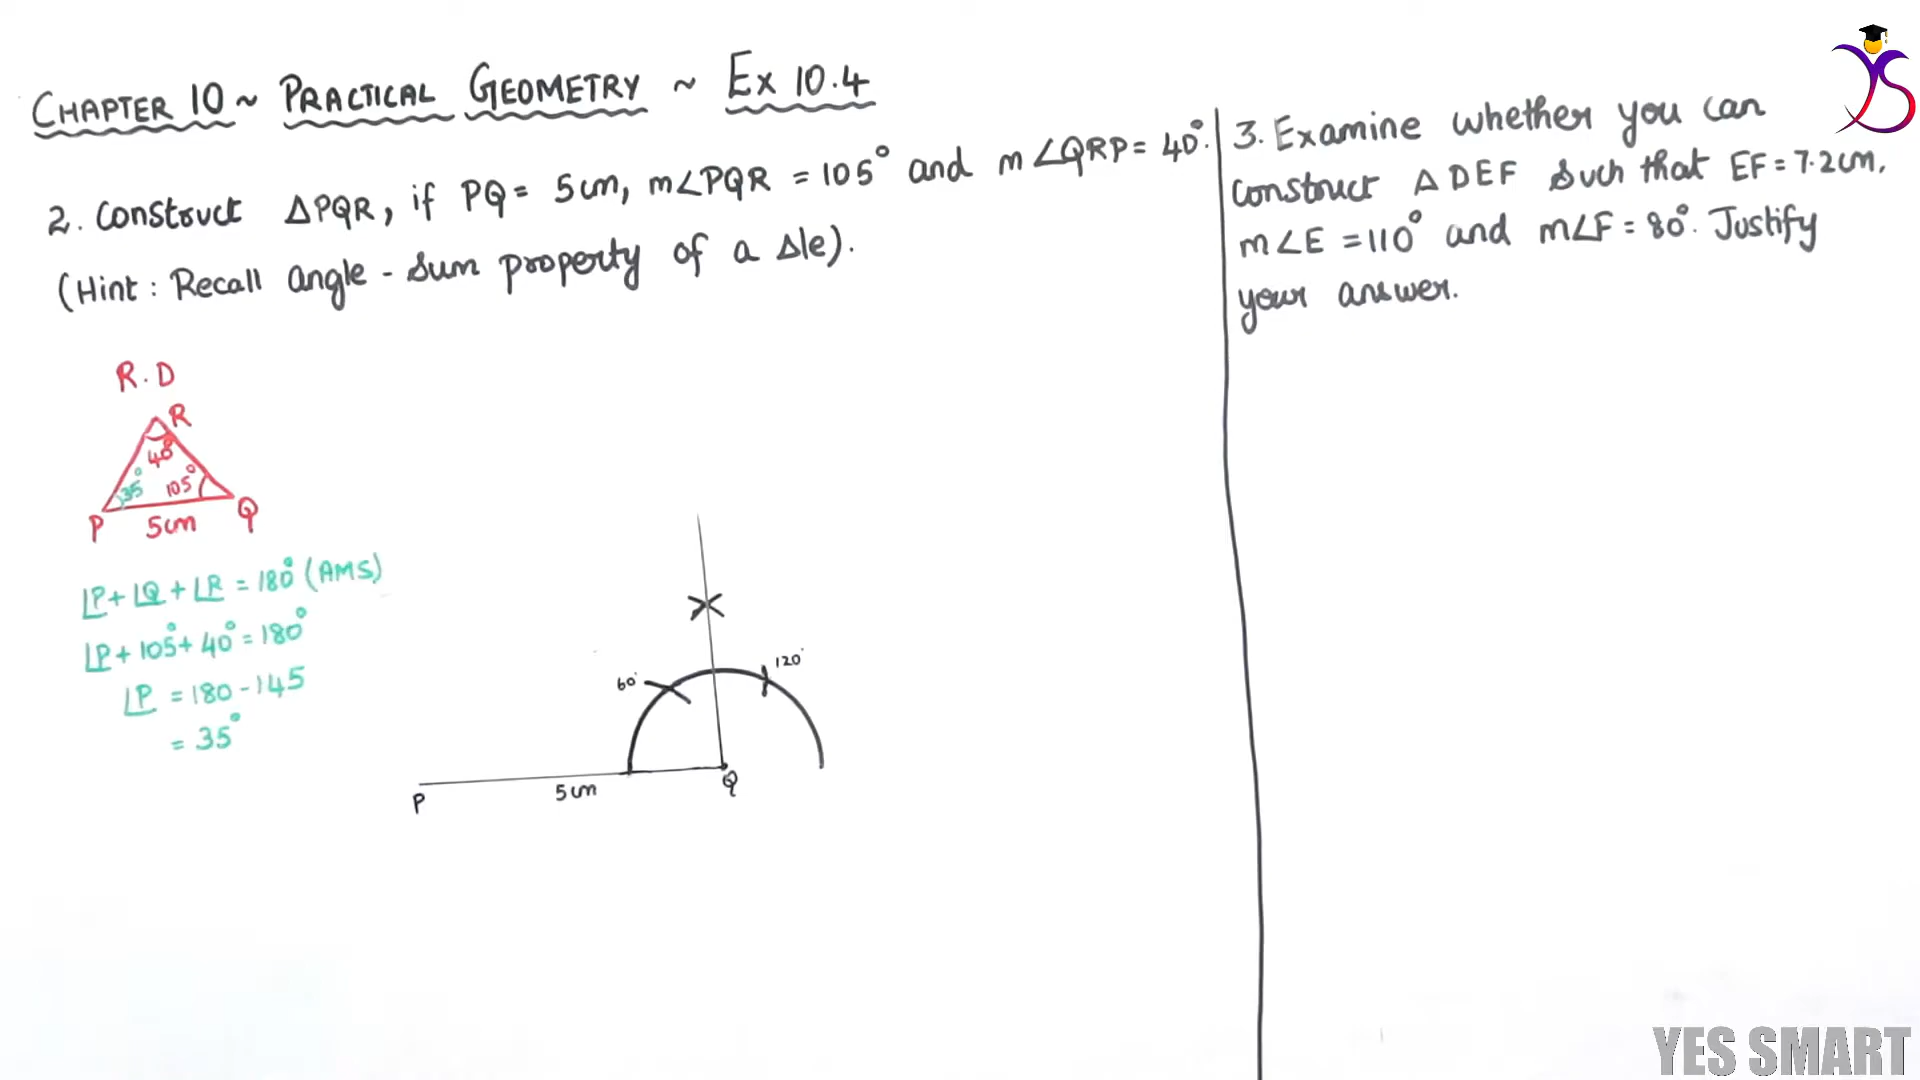 CHAPTER 10 ~ PRACTICAL GEOMETRY ~ Ex 10.4
2. Construct ΔPQR, if PQ = 5cm, m∠PQR = 105° and m∠QRP = 40°.
(Hint : Recall angle - Sum property of a Δle).
R.D
R
40°
35° 105°
P 5cm Q
∠P + ∠Q + ∠R = 180° (AMS)
∠P + 105° + 40° = 180°
∠P = 180 - 145
= 35°
120°
60°
P 5cm Q
3. Examine whether you can
construct Δ DEF such that EF = 7.2cm,
m∠E = 110° and m∠F = 80°. Justify
your answer.
YS
YES SMART